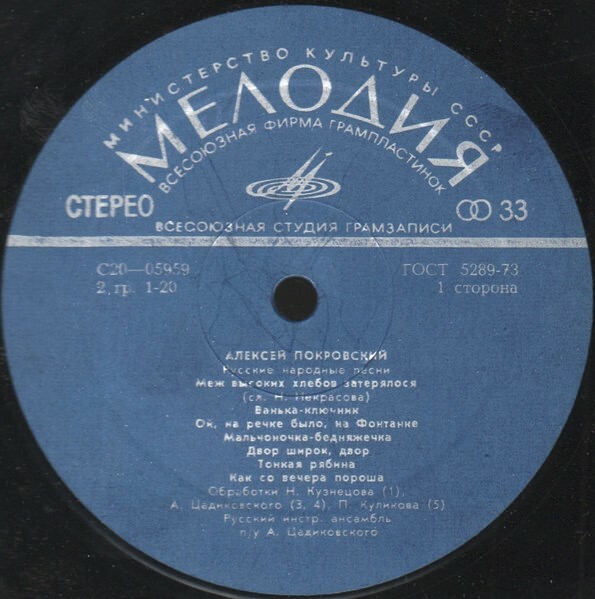 МИНИСТЕРСТВО КУЛЬТУРЫ СССР
МЕЛОДИЯ
ВСЕСОЮЗНАЯ ФИРМА ГРАМПЛАСТИНОК
СТЕРЕО
33
ВСЕСОЮЗНАЯ СТУДИЯ ГРАМЗАПИСИ
С20—05959
ГОСТ 5289-73
2, гр. 1-20
1 сторона
АЛЕКСЕЙ ПОКРОВСКИЙ
Русские народные песни
Меж высоких хлебов затерялося
(сл. Н. Некрасова)
Ванька-ключник
Ой, на речке было, на Фонтанке
Мальчоночка-бедняжечка
Двор широк, двор
Тонкая рябина
Как со вечера пороша
Обработки Н. Кузнецова (1),
А. Цадиковского (3, 4), П. Куликова (5)
Русский инстр. ансамбль
п/у А. Цадиковского